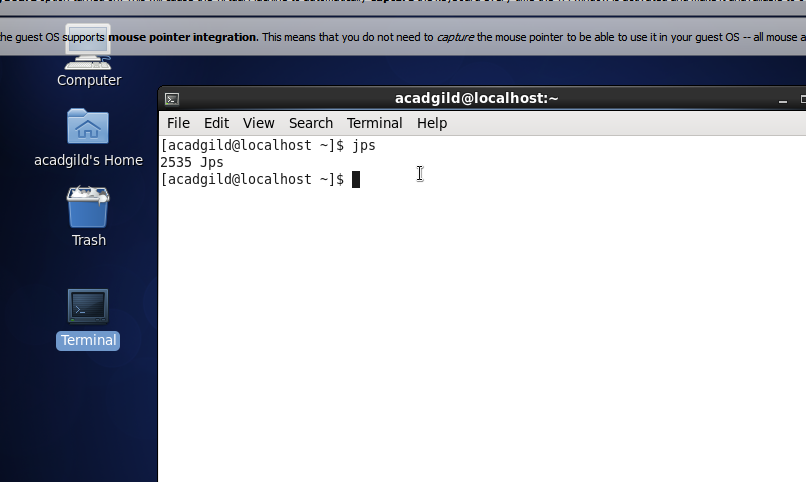 the guest OS supports mouse pointer integration. This means that you do not need to capture the mouse pointer to be able to use it in your guest OS -- all mouse a
Computer
acadgild's Home
Trash
Terminal
acadgild@localhost:~
File Edit View Search Terminal Help
[acadgild@localhost ~]$ jps
2535 Jps
[acadgild@localhost ~]$